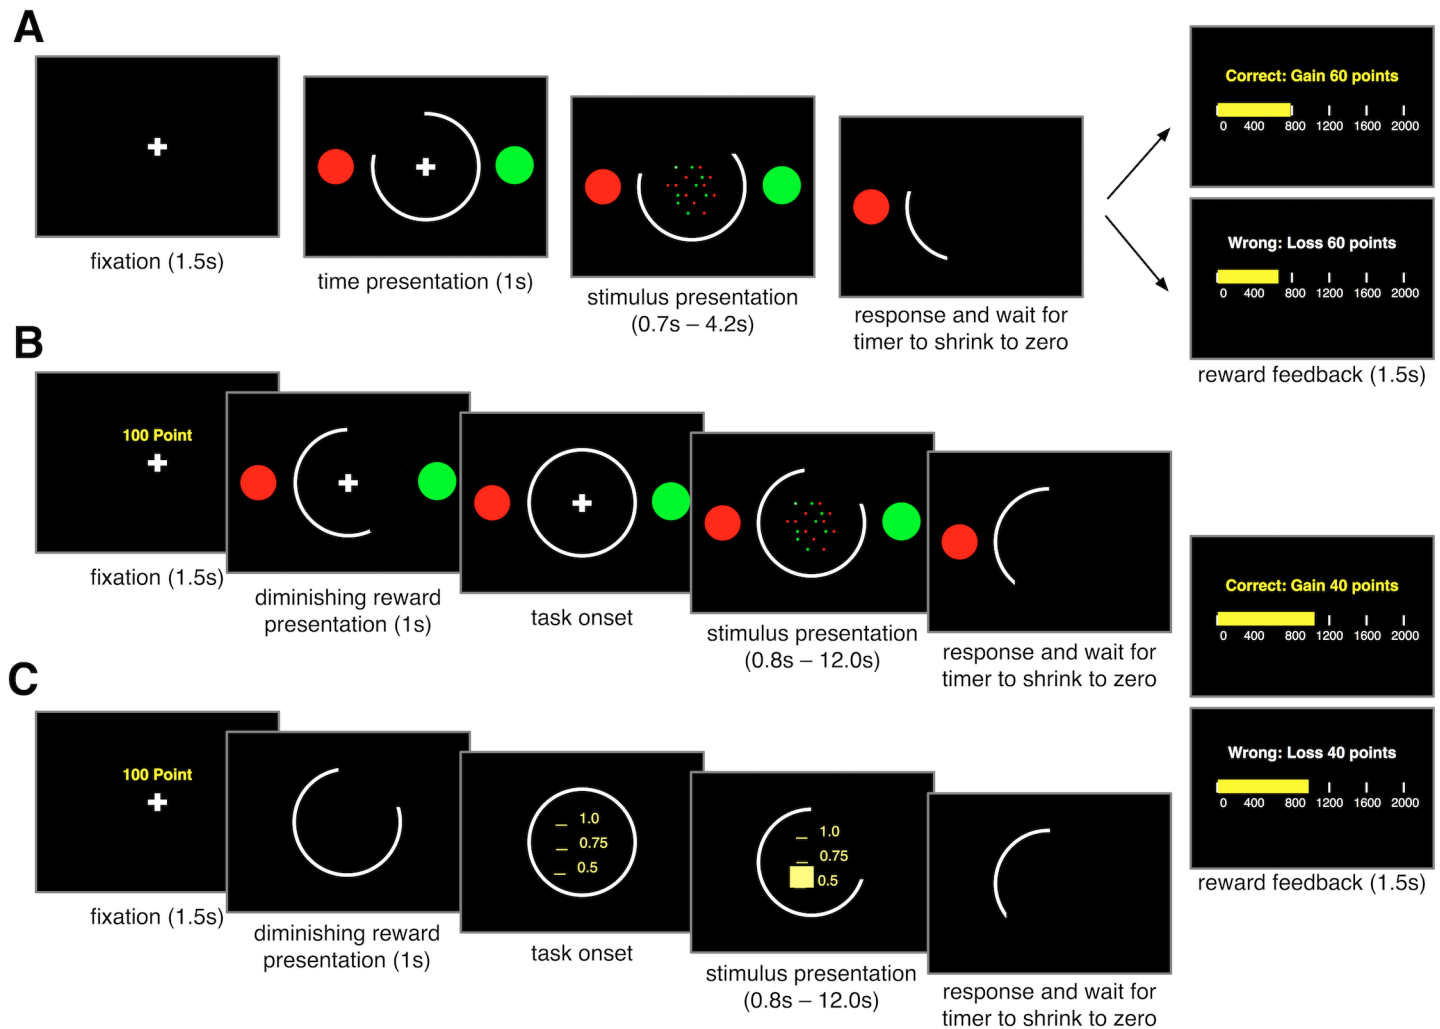 A
fixation (1.5s)
time presentation (1s)
stimulus presentation
(0.7s – 4.2s)
response and wait for
timer to shrink to zero
Correct: Gain 60 points
0 400 800 1200 1600 2000
Wrong: Loss 60 points
0 400 800 1200 1600 2000
reward feedback (1.5s)
B
100 Point
fixation (1.5s)
diminishing reward
presentation (1s)
task onset
stimulus presentation
(0.8s – 12.0s)
response and wait for
timer to shrink to zero
Correct: Gain 40 points
0 400 800 1200 1600 2000
C
100 Point
fixation (1.5s)
diminishing reward
presentation (1s)
1.0
0.75
0.5
task onset
1.0
0.75
0.5
stimulus presentation
(0.8s – 12.0s)
response and wait for
timer to shrink to zero
Wrong: Loss 40 points
0 400 800 1200 1600 2000
reward feedback (1.5s)